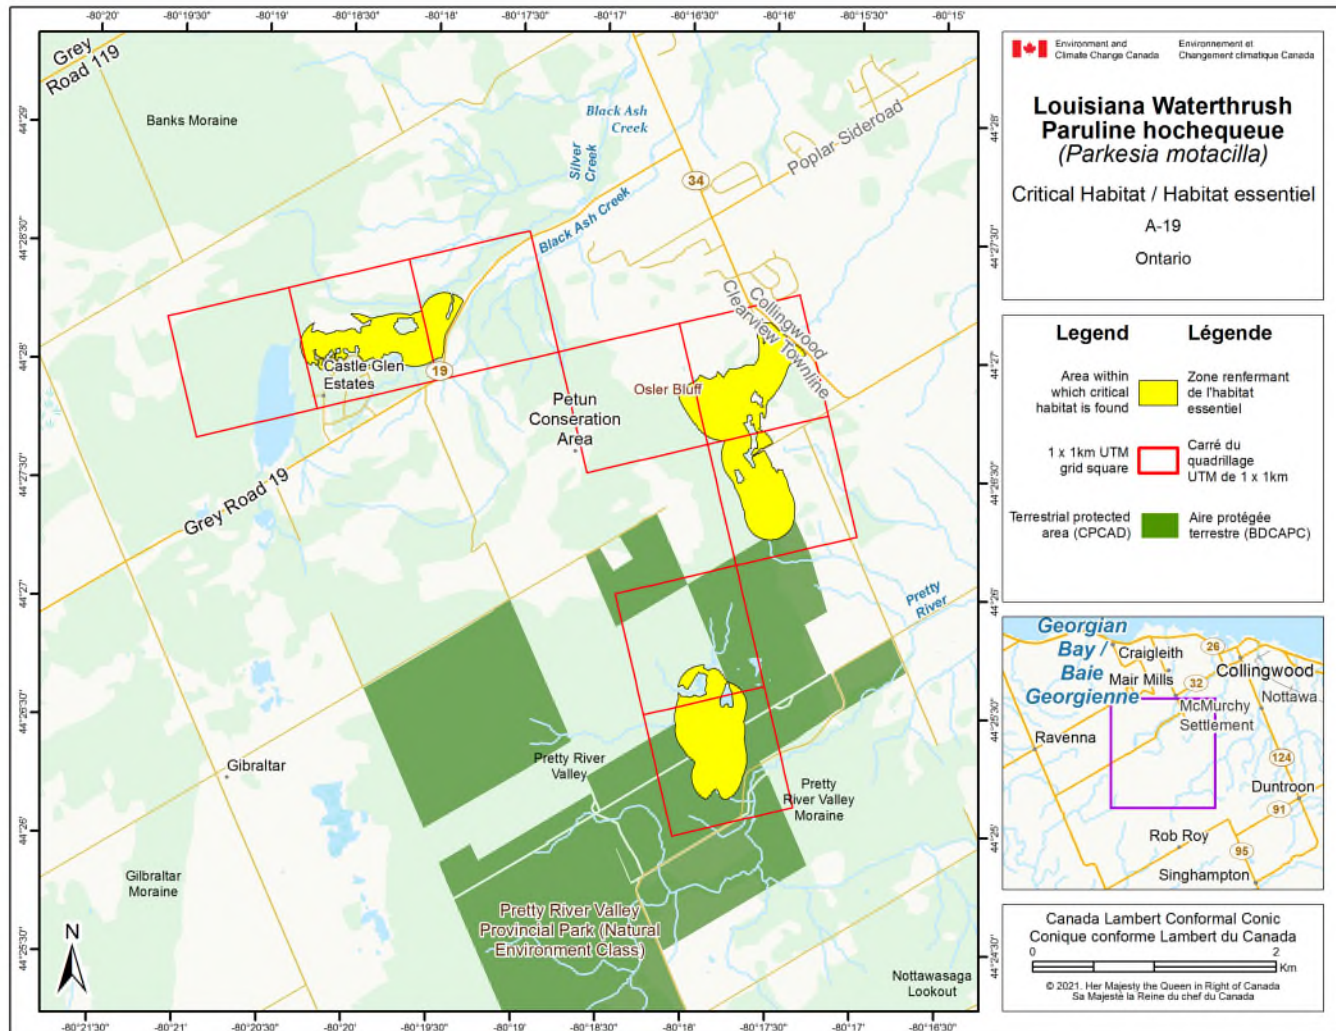 -80°20'
-80°19'30"
-80°19'
-80°18'30"
-80°18'
-80°17'30"
-80°17'
-80°16'30"
-80°16'
-80°15'30"
-80°15'
44°29'
44°28'30"
44°28'
44°27'30"
44°27'
44°26'30"
44°26'
44°25'30"
44°28'
44°27'30"
44°27'
44°26'30"
44°26'
44°25'30"
44°25'
44°24'30"
-80°21'30"
-80°21'
-80°20'30"
-80°20'
-80°19'30"
-80°19'
-80°18'30"
-80°18'
-80°17'30"
-80°17'
-80°16'30"
Grey
Road 119
Banks Moraine
Black Ash
Creek
Silver
Creek
Black Ash Creek
34
Poplar-Sideroad
Collingwood
Clearview Townline
Castle Glen
Estates
19
Osler Bluff
Petun
Conseration
Area
Grey Road 19
Pretty
River
Gibraltar
Pretty River
Valley
Pretty
River Valley
Moraine
Gilbraltar
Moraine
Pretty River Valley
Provincial Park (Natural
Environment Class)
Nottawasaga
Lookout
N
Environment and
Climate Change Canada
Environnement et
Changement climatique Canada
Louisiana Waterthrush
Paruline hochequeue
(Parkesia motacilla)
Critical Habitat / Habitat essentiel
A-19
Ontario
Legend
Légende
Area within
which critical
habitat is found
Zone renfermant
de l'habitat
essentiel
1 x 1km UTM
grid square
Carré du
quadrillage
UTM de 1 x 1km
Terrestrial protected
area (CPCAD)
Aire protégée
terrestre (BDCAPC)
Georgian
Bay /
Baie
Georgienne
Craigleith
26
Mair Mills
32
Collingwood
Nottawa
McMurchy
Settlement
Ravenna
124
Duntroon
91
Rob Roy
95
Singhampton
Canada Lambert Conformal Conic
Conique conforme Lambert du Canada
0
2
Km
© 2021. Her Majesty the Queen in Right of Canada
Sa Majesté la Reine du chef du Canada